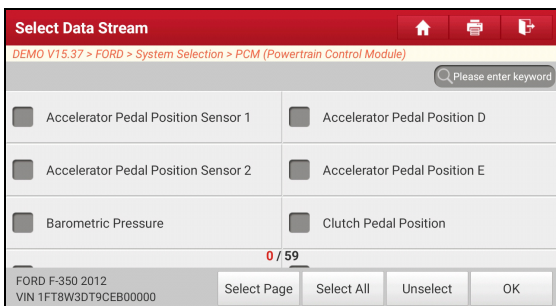 Select Data Stream
DEMO V15.37 > FORD > System Selection > PCM (Powertrain Control Module)
Please enter keyword
Accelerator Pedal Position Sensor 1
Accelerator Pedal Position D
Accelerator Pedal Position Sensor 2
Accelerator Pedal Position E
Barometric Pressure
Clutch Pedal Position
0 / 59
FORD F-350 2012
VIN 1FT8W3DT9CEB00000
Select Page
Select All
Unselect
OK